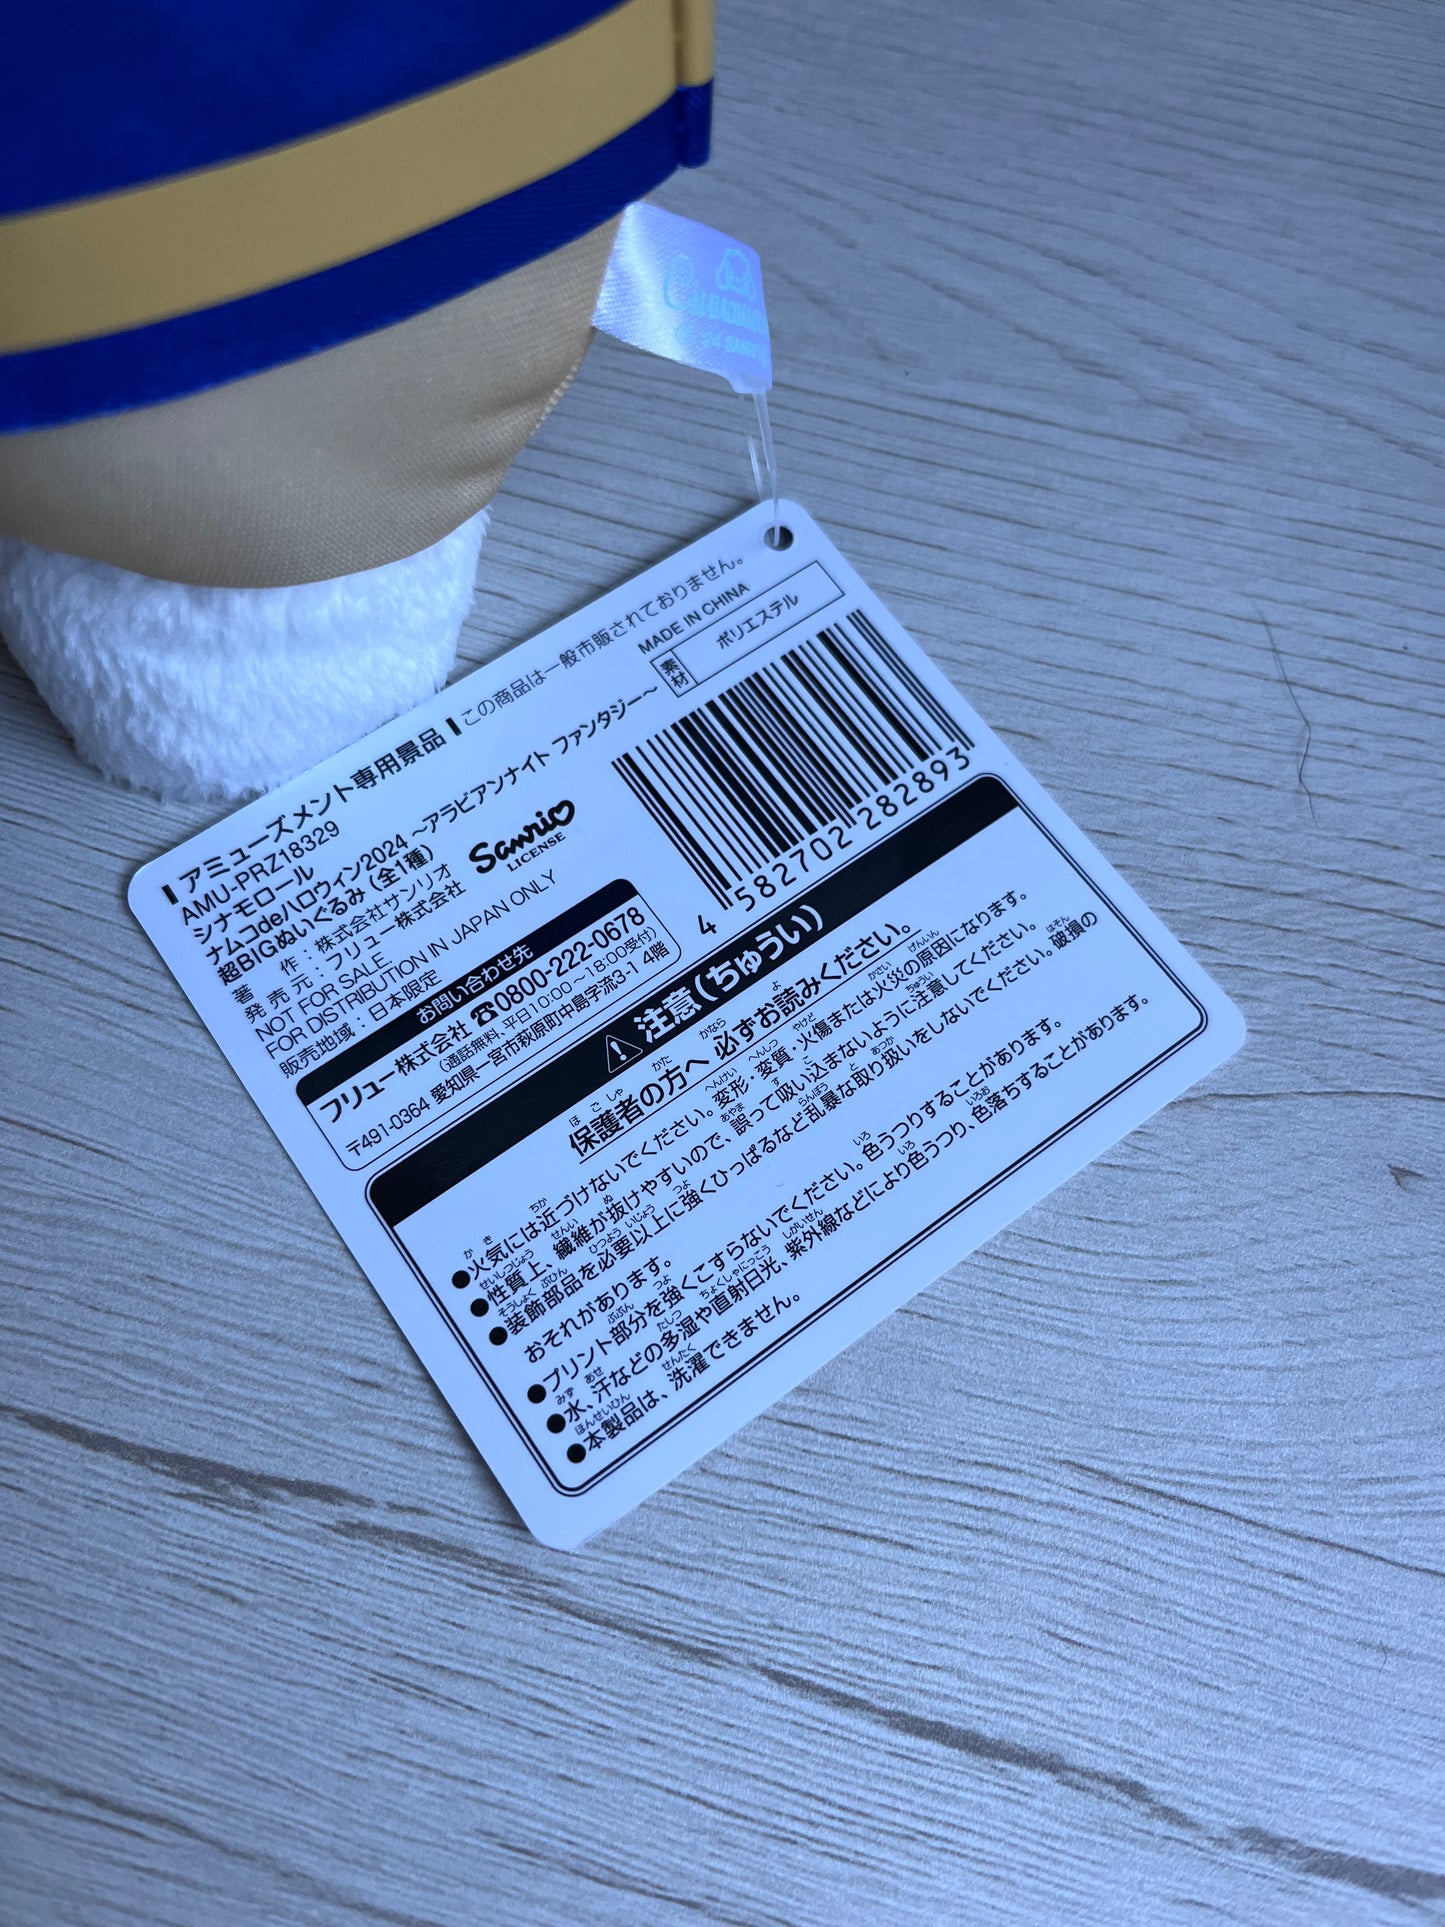 Cinnamoroll
アミューズメント専用景品
この商品は一般市販されておりません。
AMU-PRZ18329
MADE IN CHINA
シナモロール
素材
ポリエステル
ナムコdeハロウィン2024 ～アラビアンナイト ファンタジー～
超BIGぬいぐるみ（全1種）
著作：株式会社サンリオ
発売元：フリュー株式会社
Sanrio
LICENSE
NOT FOR SALE
FOR DISTRIBUTION IN JAPAN ONLY
販売地域：日本限定
4 582702 282893
お問い合わせ先
フリュー株式会社 ☎0800-222-0678
（通話無料、平日10:00～18:00受付）
〒491-0364 愛知県一宮市萩原町中島字流3-1 4階
注意（ちゅうい）
保護者の方へ 必ずお読みください。
●火気には近づけないでください。変形・変質・火傷または火災の原因になります。
●性質上、繊維が抜けやすいので、誤って吸い込まないように注意してください。
●装飾部品を必要以上に強くひっぱるなど乱暴な取り扱いをしないでください。破損の
おそれがあります。
●プリント部分を強くこすらないでください。色うつりすることがあります。
●水、汗などの多湿や直射日光、紫外線などにより色うつり、色落ちすることがあります。
●本製品は、洗濯できません。